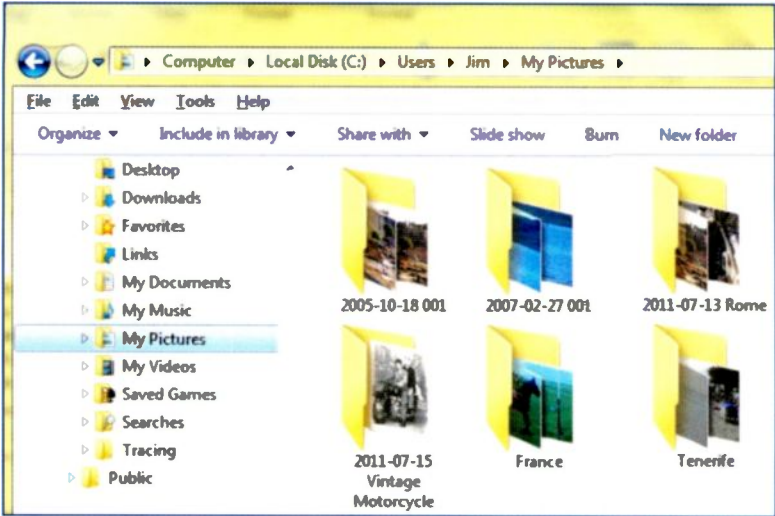 Computer Local Disk (C:) Users Jim My Pictures
File Edit View Tools Help
Organize Include in library Share with Slide show Burn New folder
Desktop
Downloads
Favorites
Links
My Documents
My Music
My Pictures
My Videos
Saved Games
Searches
Tracing
Public
2005-10-18 001
2007-02-27 001
2011-07-13 Rome
2011-07-15
Vintage
Motorcycle
France
Tenerife